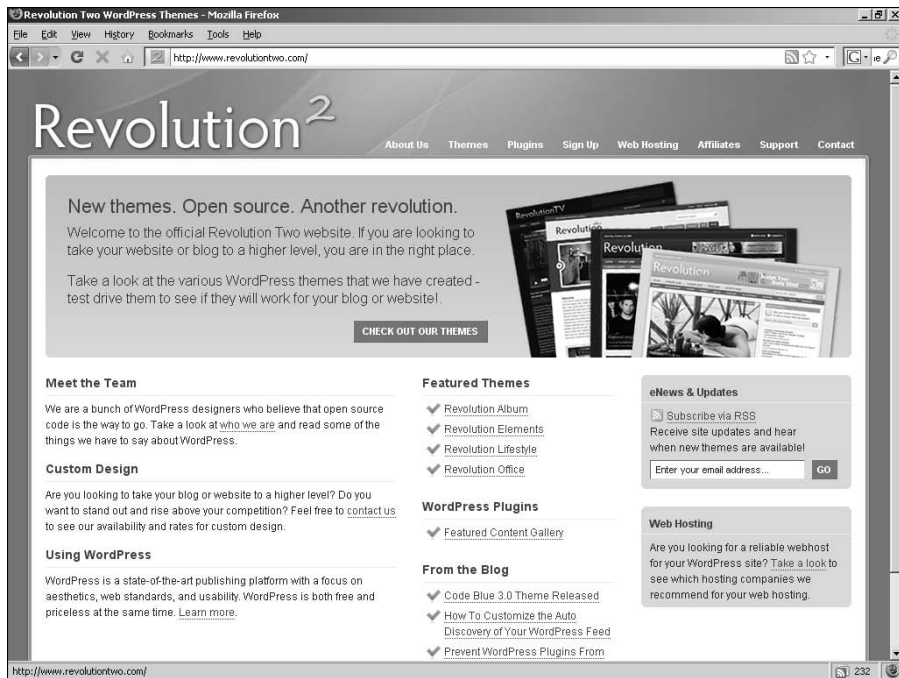 Revolution Two WordPress Themes - Mozilla Firefox
File Edit View History Bookmarks Tools Help
http://www.revolutiontwo.com/
G
Revolution2
About Us Themes Plugins Sign Up Web Hosting Affiliates Support Contact
New themes. Open source. Another revolution.
Welcome to the official Revolution Two website. If you are looking to
take your website or blog to a higher level, you are in the right place.
Take a look at the various WordPress themes that we have created -
test drive them to see if they will work for your blog or website!.
CHECK OUT OUR THEMES
RevolutionTV
Revolution
Revolution
Revolution
Meet the Team
We are a bunch of WordPress designers who believe that open source
code is the way to go. Take a look at who we are and read some of the
things we have to say about WordPress.
Custom Design
Are you looking to take your blog or website to a higher level? Do you
want to stand out and rise above your competition? Feel free to contact us
to see our availability and rates for custom design.
Using WordPress
WordPress is a state-of-the-art publishing platform with a focus on
aesthetics, web standards, and usability. WordPress is both free and
priceless at the same time. Learn more.
Featured Themes
Revolution Album
Revolution Elements
Revolution Lifestyle
Revolution Office
WordPress Plugins
Featured Content Gallery
From the Blog
Code Blue 3.0 Theme Released
How To Customize the Auto
Discovery of Your WordPress Feed
Prevent WordPress Plugins From
eNews & Updates
Subscribe via RSS
Receive site updates and hear
when new themes are available!
Enter your email address... GO
Web Hosting
Are you looking for a reliable webhost
for your WordPress site? Take a look to
see which hosting companies we
recommend for your web hosting.
http://www.revolutiontwo.com/ 232